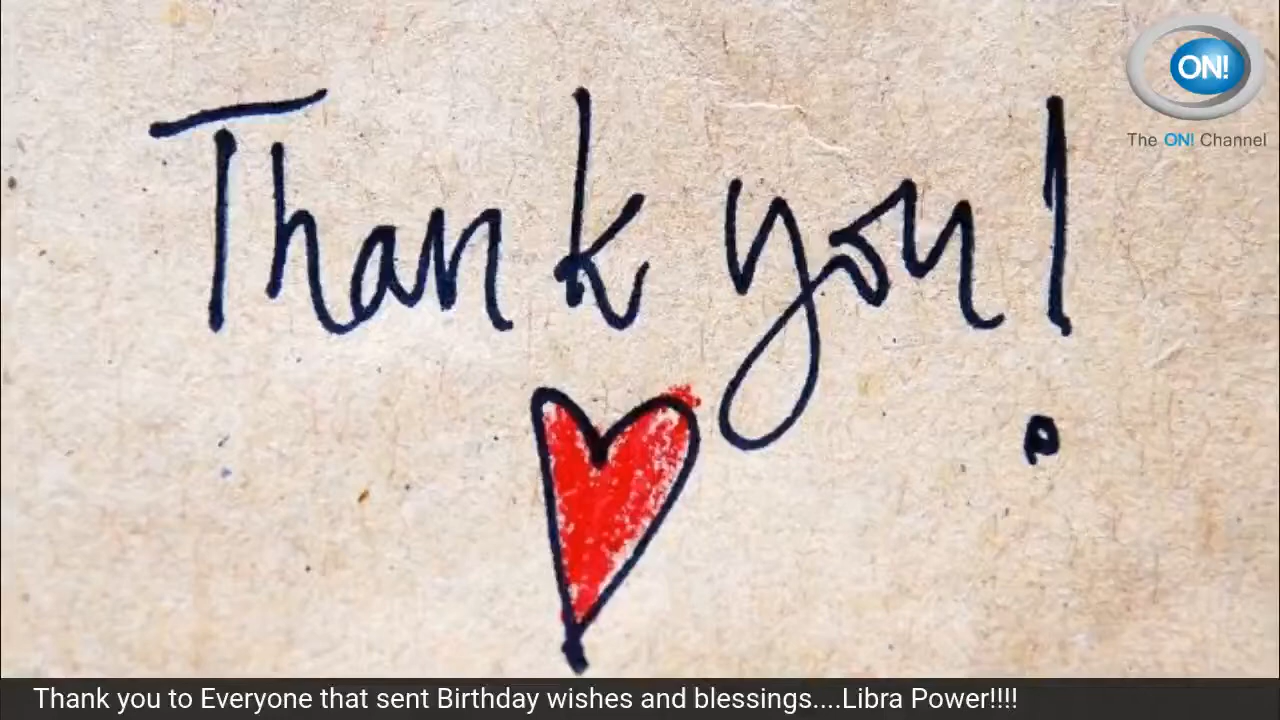 ON!
The ON! Channel
Thank you!
Thank you to Everyone that sent Birthday wishes and blessings....Libra Power!!!!